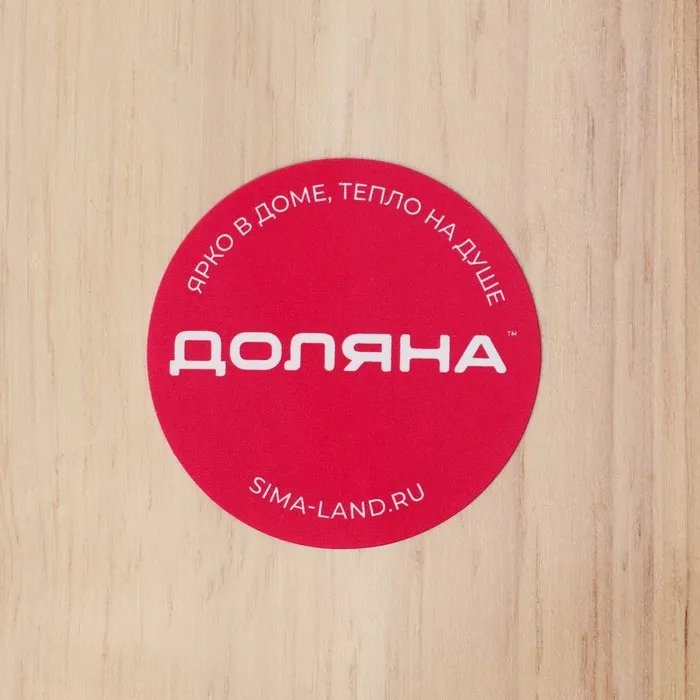 ЯРКО В ДОМЕ, ТЕПЛО НА ДУШЕ
ДОЛЯНА™
SIMA-LAND.RU